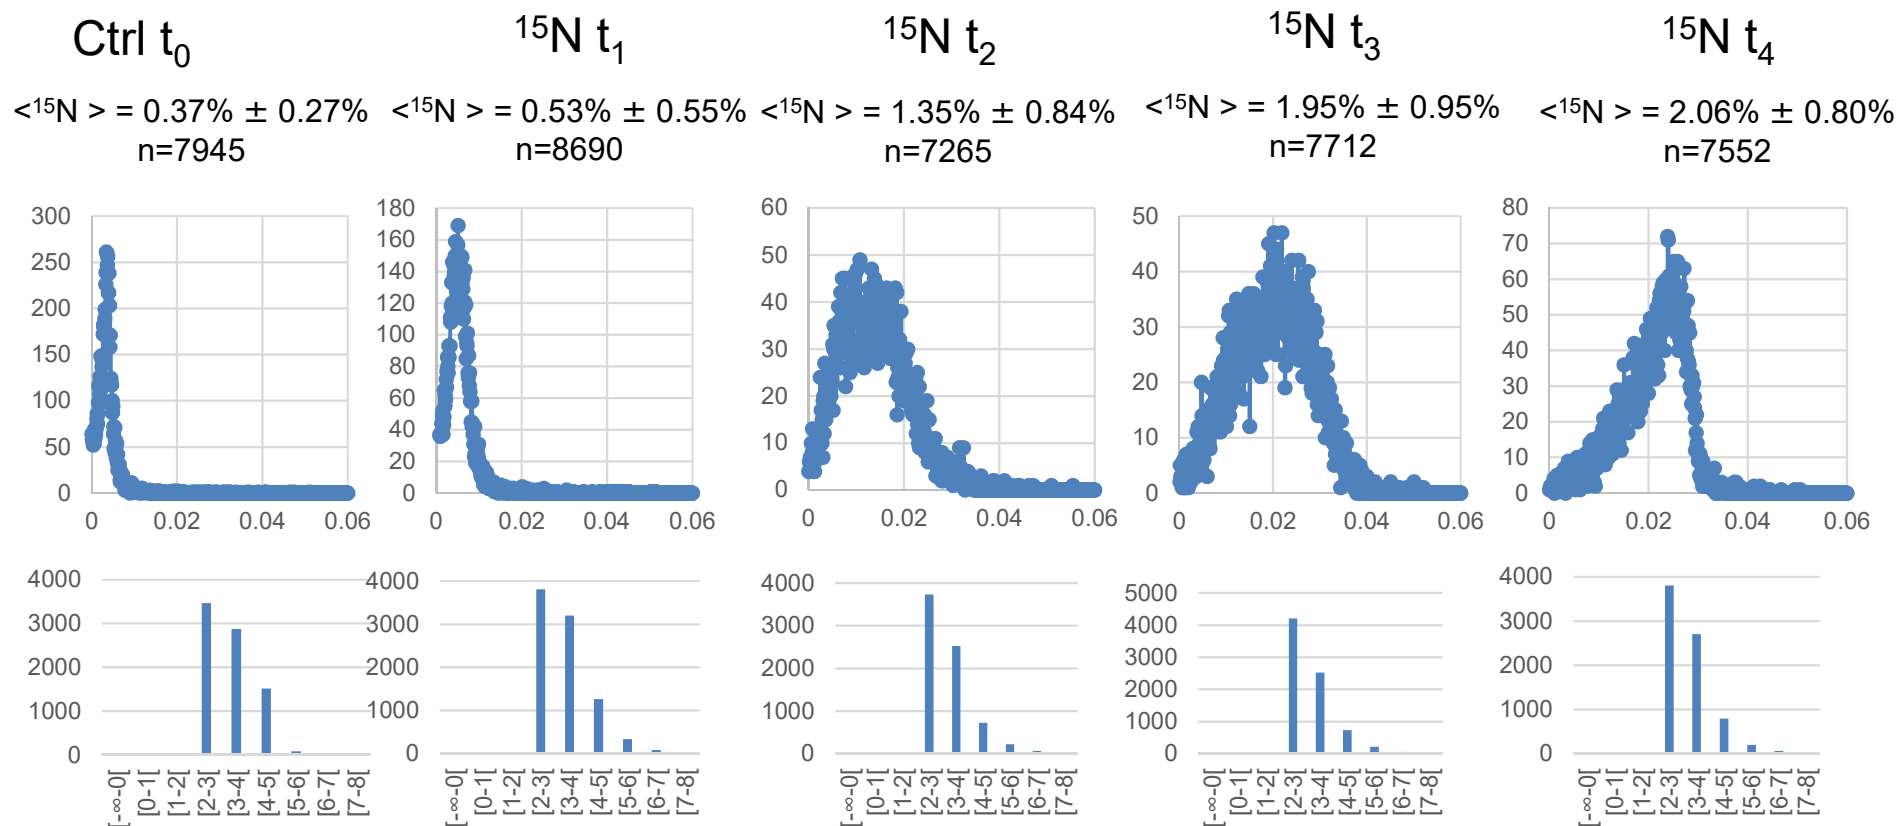 Ctrl t₀
<¹⁵N > = 0.37% ± 0.27%
n=7945
300
250
200
150
100
50
0
0 0.02 0.04 0.06
4000
3000
2000
1000
0
[-∞-0[ [0-1[ [1-2[ [2-3[ [3-4[ [4-5[ [5-6[ [6-7[ [7-8[
¹⁵N t₁
<¹⁵N > = 0.53% ± 0.55%
n=8690
180
160
140
120
100
80
60
40
20
0
0 0.02 0.04 0.06
4000
3000
2000
1000
0
[-∞-0[ [0-1[ [1-2[ [2-3[ [3-4[ [4-5[ [5-6[ [6-7[ [7-8[
¹⁵N t₂
<¹⁵N > = 1.35% ± 0.84%
n=7265
60
50
40
30
20
10
0
0 0.02 0.04 0.06
4000
3000
2000
1000
0
[-∞-0[ [0-1[ [1-2[ [2-3[ [3-4[ [4-5[ [5-6[ [6-7[ [7-8[
¹⁵N t₃
<¹⁵N > = 1.95% ± 0.95%
n=7712
50
40
30
20
10
0
0 0.02 0.04 0.06
5000
4000
3000
2000
1000
0
[-∞-0[ [0-1[ [1-2[ [2-3[ [3-4[ [4-5[ [5-6[ [6-7[ [7-8[
¹⁵N t₄
<¹⁵N > = 2.06% ± 0.80%
n=7552
80
70
60
50
40
30
20
10
0
0 0.02 0.04 0.06
4000
3000
2000
1000
0
[-∞-0[ [0-1[ [1-2[ [2-3[ [3-4[ [4-5[ [5-6[ [6-7[ [7-8[